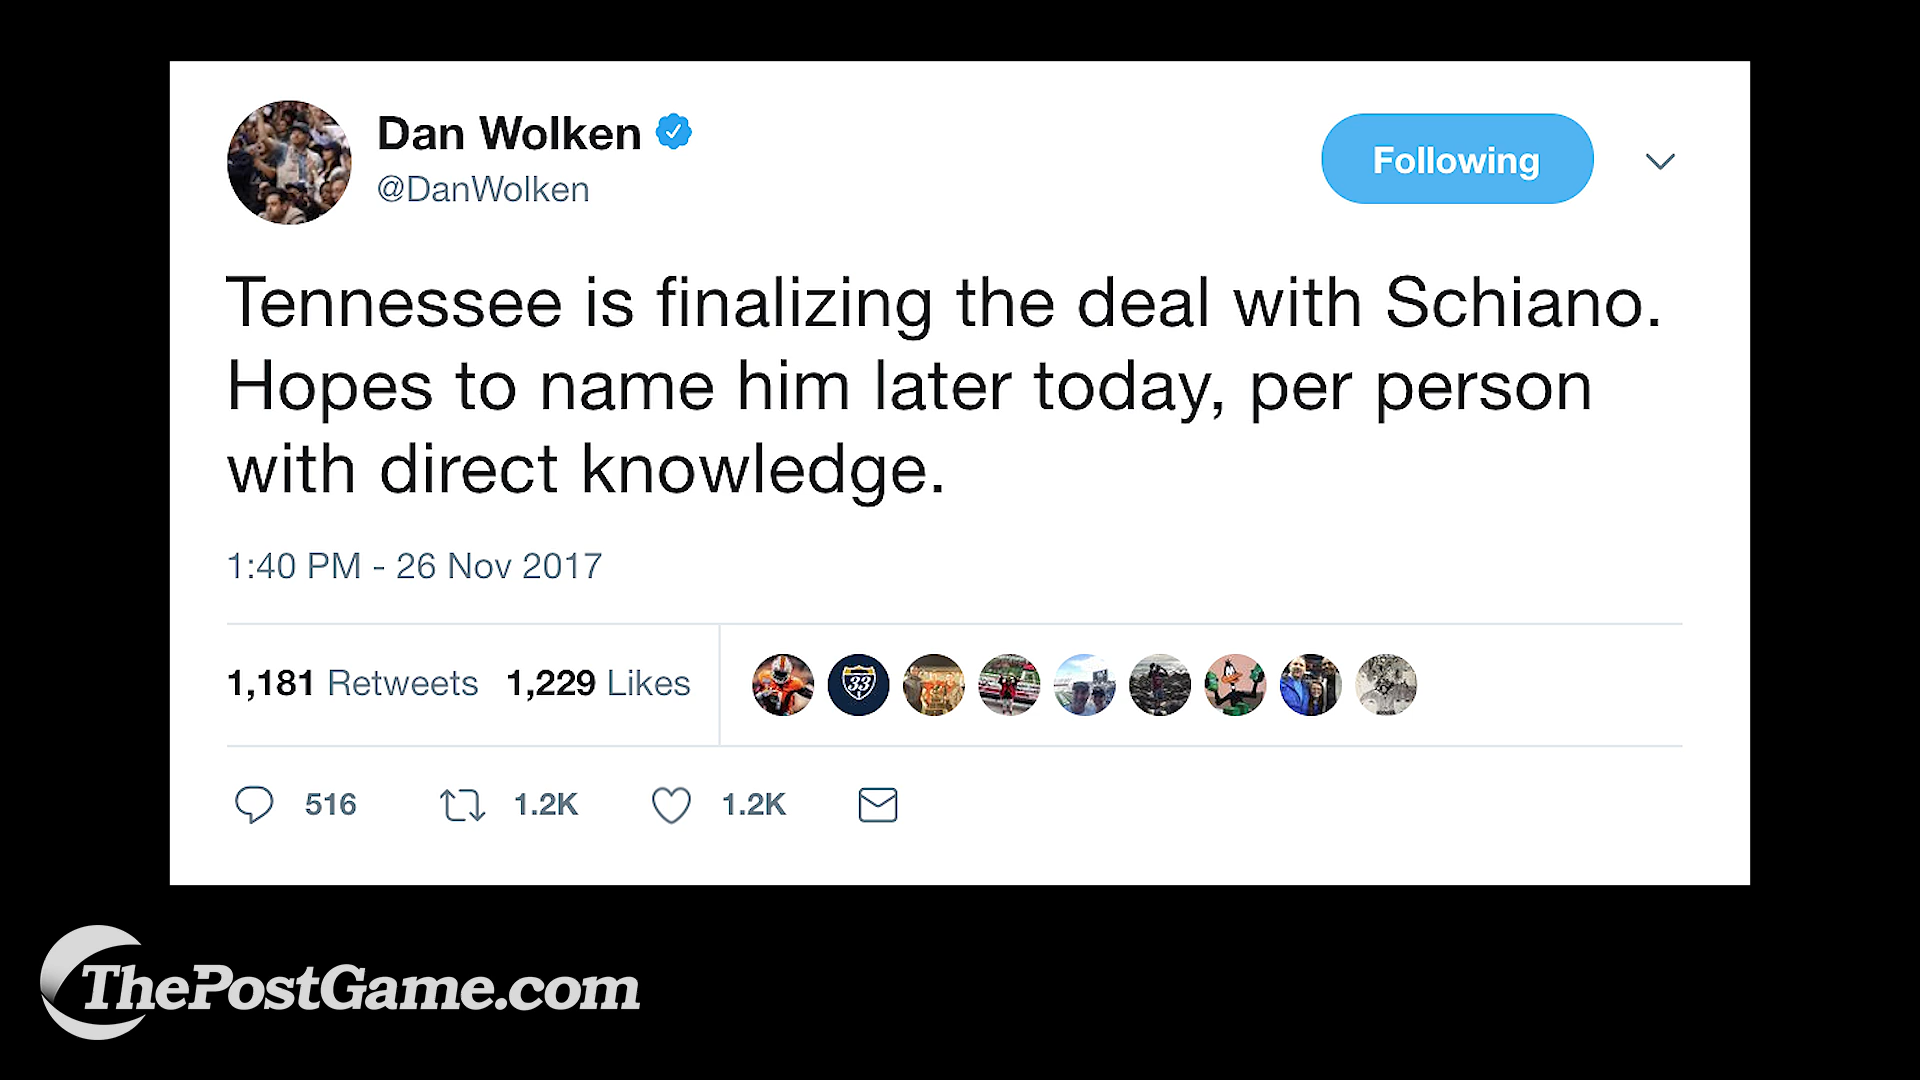 Dan Wolken
@DanWolken
Following
Tennessee is finalizing the deal with Schiano.
Hopes to name him later today, per person
with direct knowledge.
1:40 PM - 26 Nov 2017
1,181 Retweets 1,229 Likes
33
516 1.2K 1.2K
ThePostGame.com